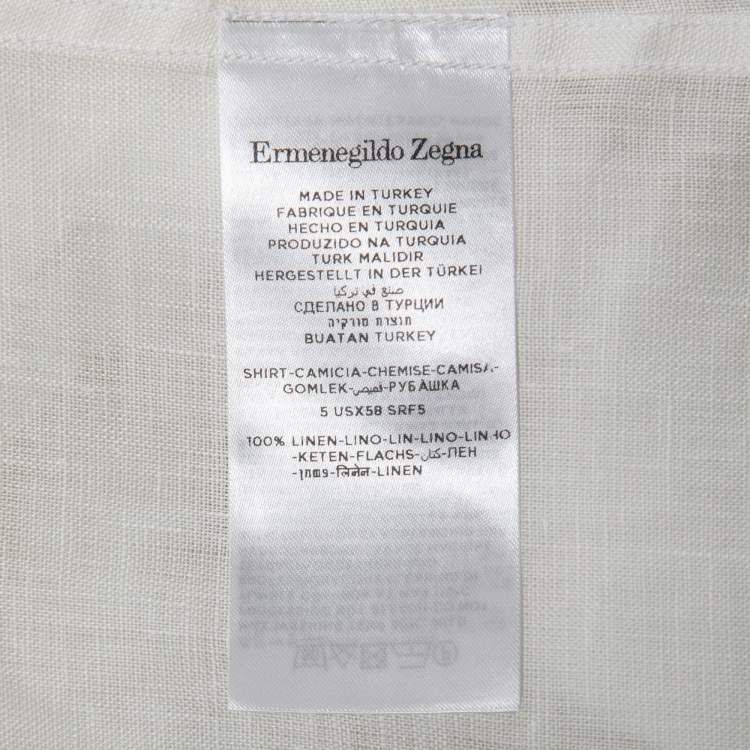 Ermenegildo Zegna
MADE IN TURKEY
FABRIQUE EN TURQUIE
HECHO EN TURQUIA
PRODUZIDO NA TURQUIA
TURK MALIDIR
HERGESTELLT IN DER TÜRKEI
صنع في تركيا
СДЕЛАНО В ТУРЦИИ
תוצרת טורקיה
BUATAN TURKEY
SHIRT-CAMICIA-CHEMISE-CAMISA-
GOMLEK-قميص-РУБАШКА
5 USX58 SRF5
100% LINEN-LINO-LIN-LINO-LINHO
-KETEN-FLACHS-كتان-ЛЕН
-פשתן-लिनेन-LINEN